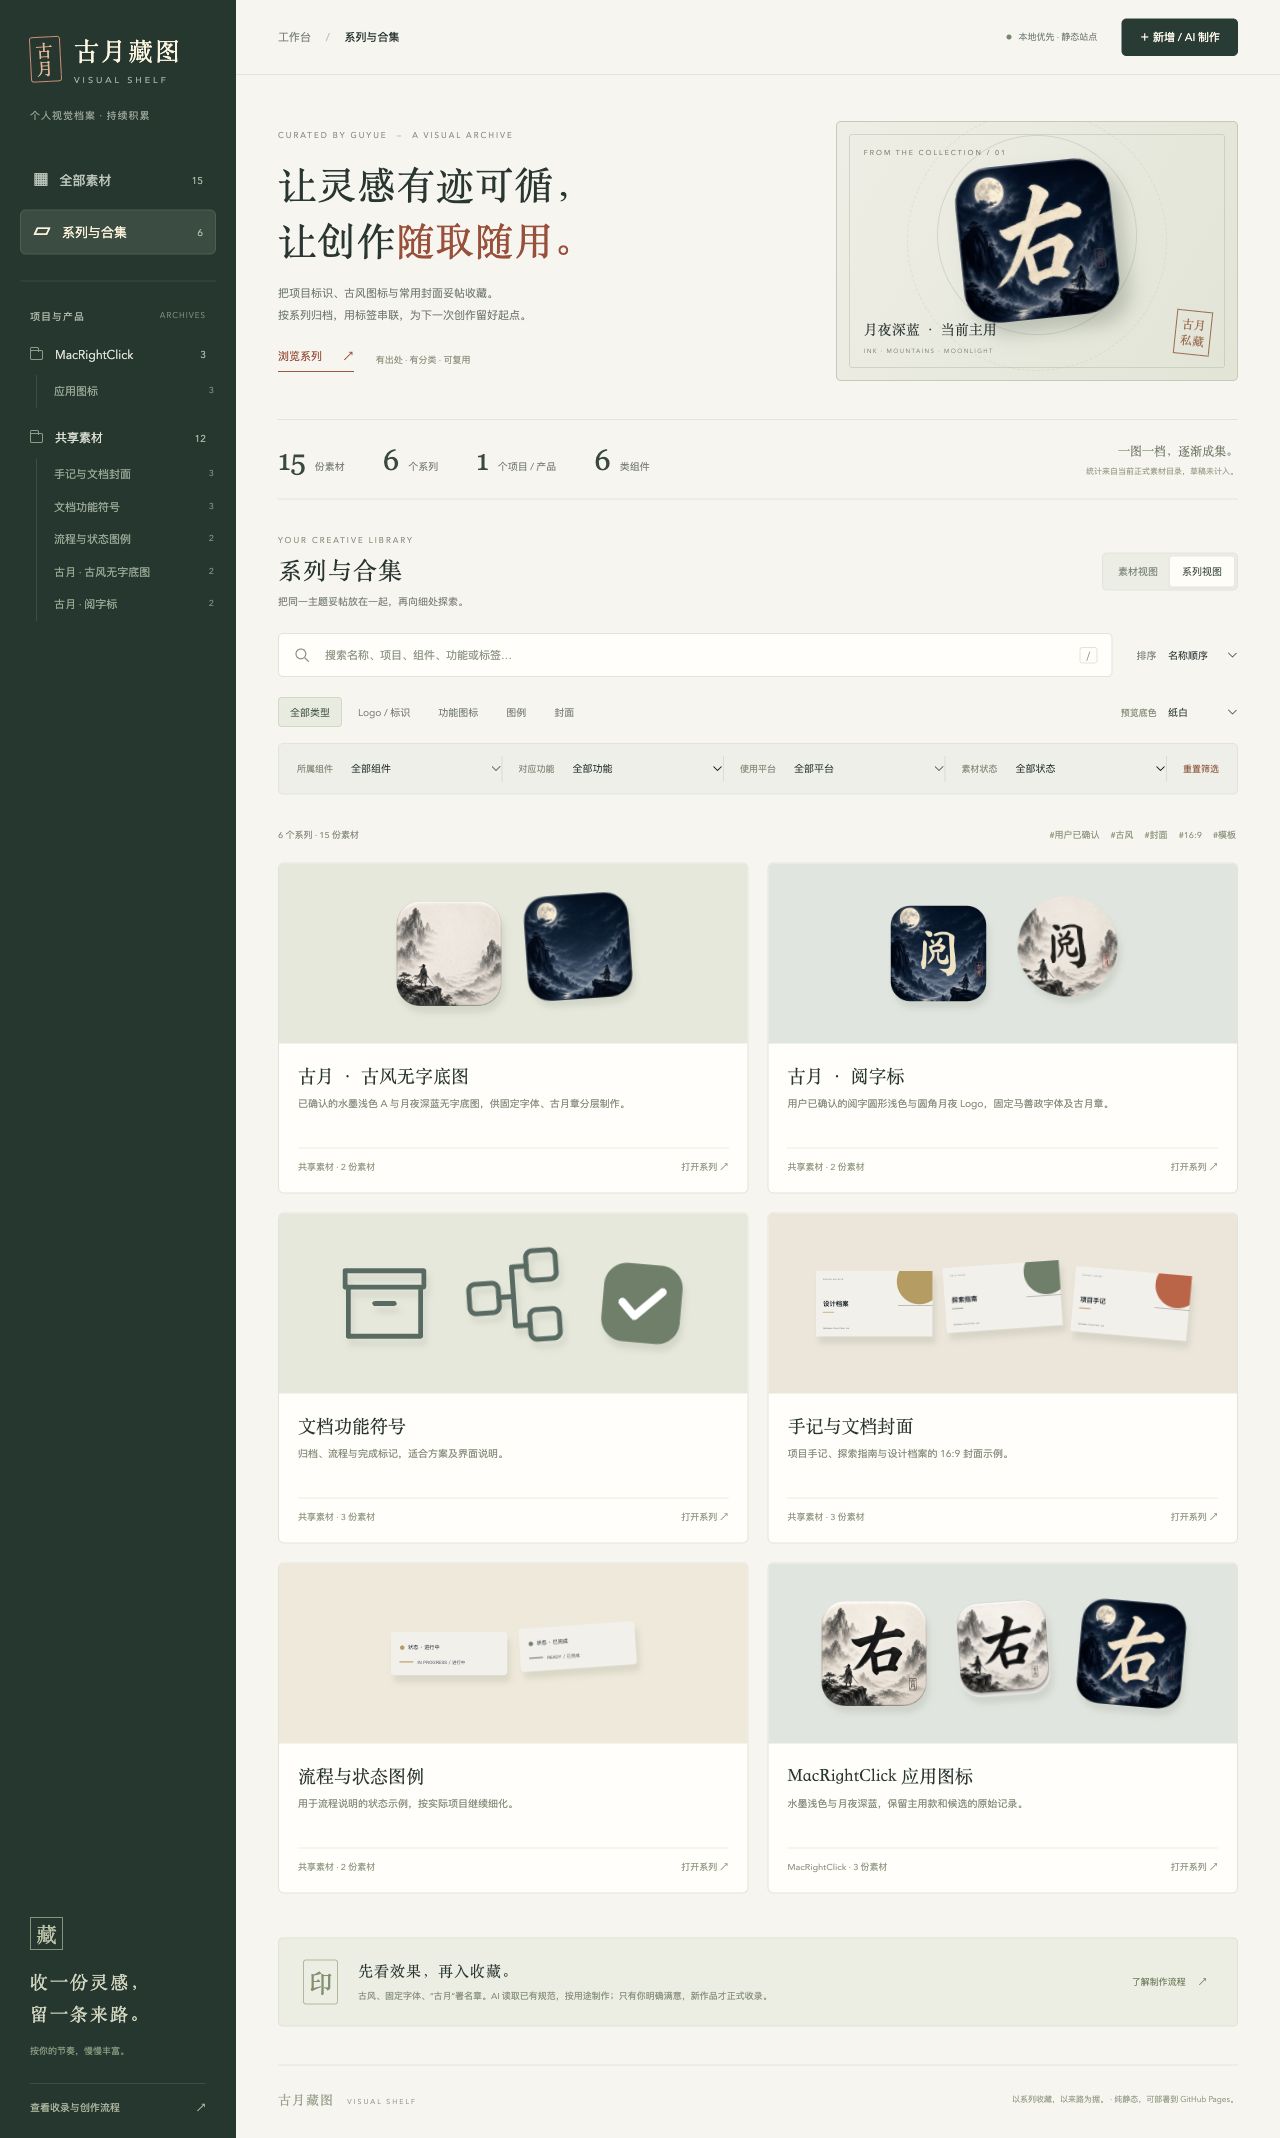 古月
古月藏图
VISUAL SHELF
个人视觉档案 · 持续积累
全部素材 15
系列与合集 6
项目与产品 ARCHIVES
MacRightClick 3
应用图标 3
共享素材 12
手记与文档封面 3
文档功能符号 3
流程与状态图例 2
古月 · 古风无字底图 2
古月 · 阅字标 2
藏
收一份灵感，
留一条来路。
按你的节奏，慢慢丰富。
查看收录与创作流程 ↗
工作台 / 系列与合集
本地优先 · 静态站点
+ 新增 / AI 制作
CURATED BY GUYUE – A VISUAL ARCHIVE
让灵感有迹可循，
让创作随取随用。
把项目标识、古风图标与常用封面妥帖收藏。
按系列归档，用标签串联，为下一次创作留好起点。
浏览系列 ↗
有出处 · 有分类 · 可复用
FROM THE COLLECTION / 01
右
月夜深蓝 · 当前主用
INK · MOUNTAINS · MOONLIGHT
古月
私藏
15 份素材
6 个系列
1 个项目 / 产品
6 类组件
一图一档，逐渐成集。
统计来自当前正式素材目录，草稿未计入。
YOUR CREATIVE LIBRARY
系列与合集
把同一主题妥帖放在一起，再向细处探索。
素材视图 系列视图
搜索名称、项目、组件、功能或标签… /
排序 名称顺序
全部类型 Logo / 标识 功能图标 图例 封面
预览底色 纸白
所属组件 全部组件 对应功能 全部功能 使用平台 全部平台 素材状态 全部状态 重置筛选
6 个系列 · 15 份素材
#用户已确认 #古风 #封面 #16:9 #模板
古月 · 古风无字底图
已确认的水墨浅色 A 与月夜深蓝无字底图，供固定字体、古月章分层制作。
共享素材 · 2 份素材 打开系列 ↗
阅
阅
古月 · 阅字标
用户已确认的阅字圆形浅色与圆角月夜 Logo，固定马善政字体及古月章。
共享素材 · 2 份素材 打开系列 ↗
文档功能符号
归档、流程与完成标记，适合方案及界面说明。
共享素材 · 3 份素材 打开系列 ↗
设计档案
探索指南
项目手记
手记与文档封面
项目手记、探索指南与设计档案的 16:9 封面示例。
共享素材 · 3 份素材 打开系列 ↗
状态 · 进行中
IN PROGRESS / 进行中
状态 · 已完成
READY / 已完成
流程与状态图例
用于流程说明的状态示例，按实际项目继续细化。
共享素材 · 2 份素材 打开系列 ↗
右
右
右
MacRightClick 应用图标
水墨浅色与月夜深蓝，保留主用款和候选的原始记录。
MacRightClick · 3 份素材 打开系列 ↗
印
先看效果，再入收藏。
古风、固定字体、“古月”署名章。AI 读取已有规范，按用途制作；只有你明确满意，新作品才正式收录。
了解制作流程 ↗
古月藏图 VISUAL SHELF
以系列收藏，以来路为据。 · 纯静态，可部署到 GitHub Pages。